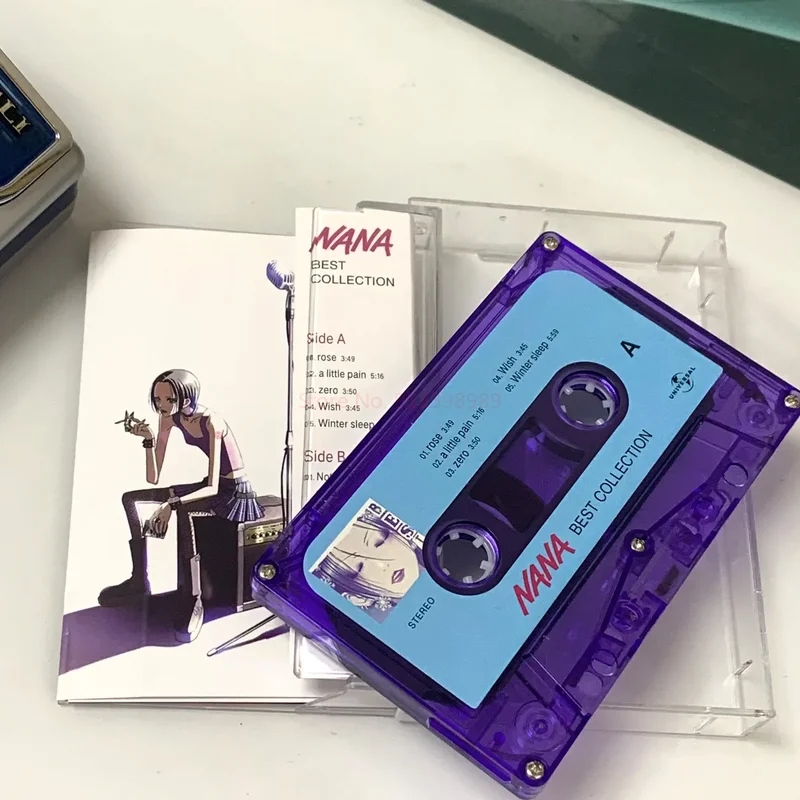 NANA
BEST
COLLECTION
Side A
rose 3:49
a little pain 5:16
zero 3:50
Wish 3:45
Winter sleep
Side B
A
04. Wish 3:45
05. Winter sleep 5:59
01. rose 3:49
02. a little pain 5:16
03. zero 3:50
UNIVERSAL
BEST
NANA BEST COLLECTION
STEREO